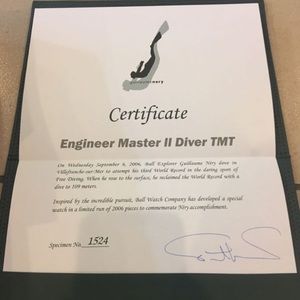 guillaumenéry
Certificate
Engineer Master II Diver TMT
On Wednesday September 6, 2006, Ball Explorer Guillaume Néry dove in
Villefranche-sur-Mer to attempt his third World Record in the daring sport of
Free Diving. When he rose to the surface, he reclaimed the World Record with a
dive to 109 meters.
Inspired by the incredible pursuit, Ball Watch Company has developed a special
watch in a limited run of 2006 pieces to commemorate Néry accomplishment.
Specimen No. 1524